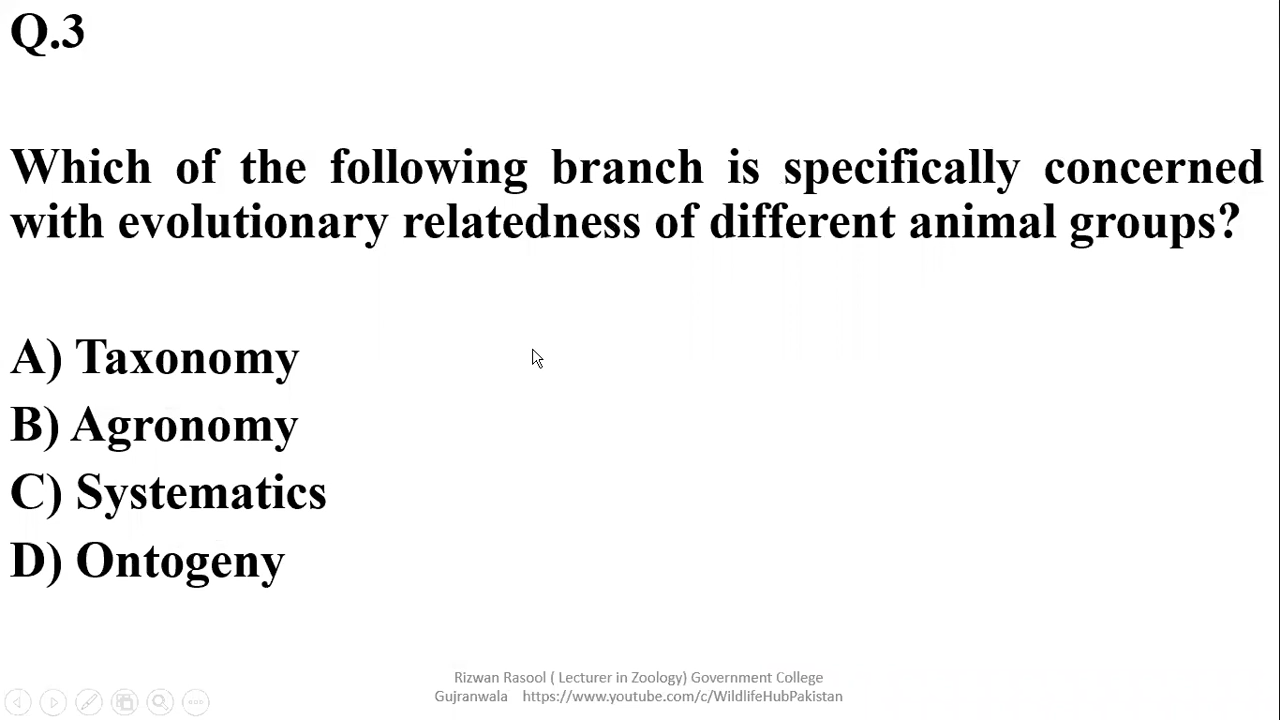 Q.3
Which of the following branch is specifically concerned
with evolutionary relatedness of different animal groups?
A) Taxonomy
B) Agronomy
C) Systematics
D) Ontogeny
Rizwan Rasool ( Lecturer in Zoology) Government College
Gujranwala https://www.youtube.com/c/WildlifeHubPakistan